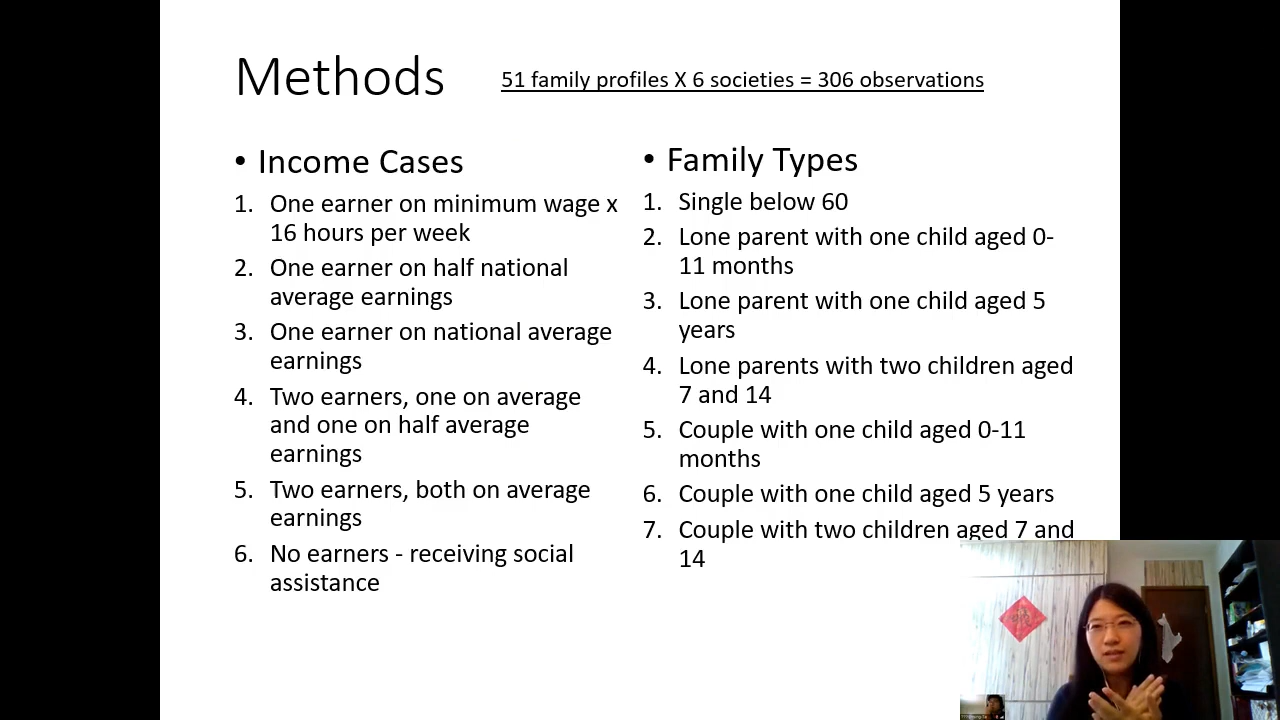 Methods
51 family profiles X 6 societies = 306 observations
• Income Cases
1. One earner on minimum wage x
16 hours per week
2. One earner on half national
average earnings
3. One earner on national average
earnings
4. Two earners, one on average
and one on half average
earnings
5. Two earners, both on average
earnings
6. No earners - receiving social
assistance
• Family Types
1. Single below 60
2. Lone parent with one child aged 0-
11 months
3. Lone parent with one child aged 5
years
4. Lone parents with two children aged
7 and 14
5. Couple with one child aged 0-11
months
6. Couple with one child aged 5 years
7. Couple with two children aged 7 and
14